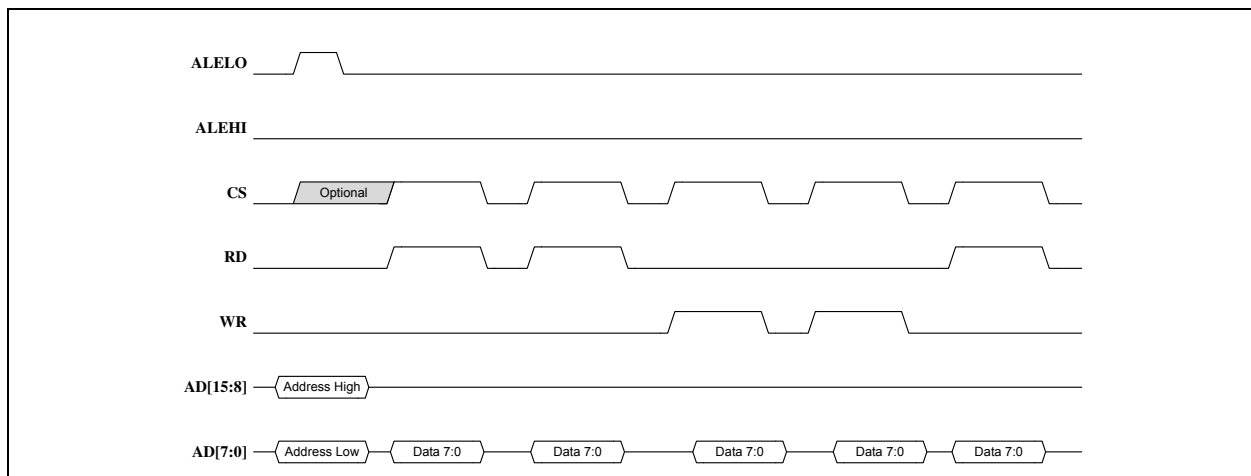 ALELO
ALEHI
CS Optional
RD
WR
AD[15:8] Address High
AD[7:0] Address Low Data 7:0 Data 7:0 Data 7:0 Data 7:0 Data 7:0